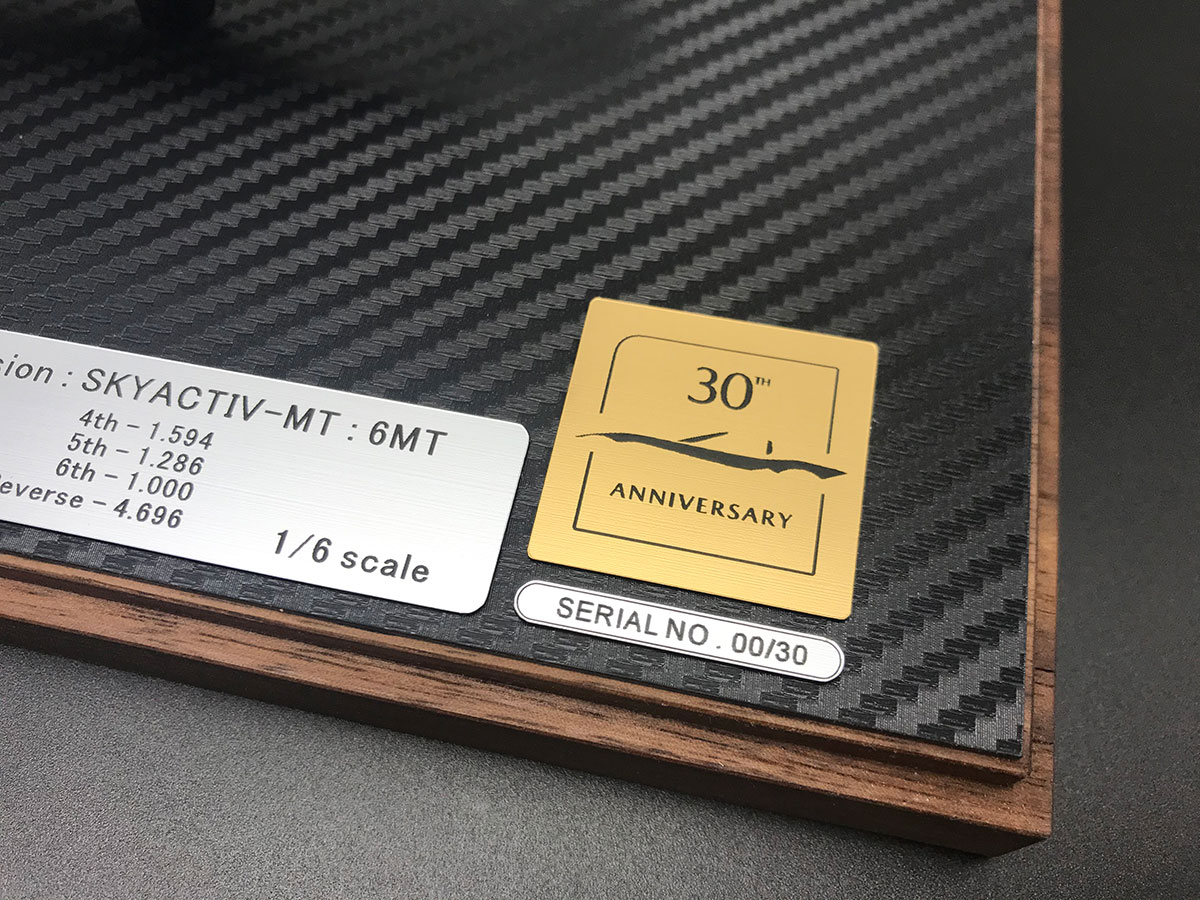 sion : SKYACTIV-MT : 6MT
4th - 1.594
5th - 1.286
6th - 1.000
everse - 4.696
1/6 scale
30TH
ANNIVERSARY
SERIAL NO . 00/30